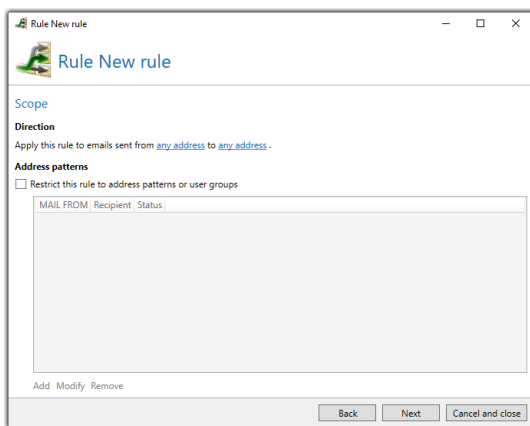 Rule New rule
Rule New rule
Scope
Direction
Apply this rule to emails sent from any address to any address .
Address patterns
Restrict this rule to address patterns or user groups
MAIL FROM Recipient Status
Add Modify Remove
Back Next Cancel and close